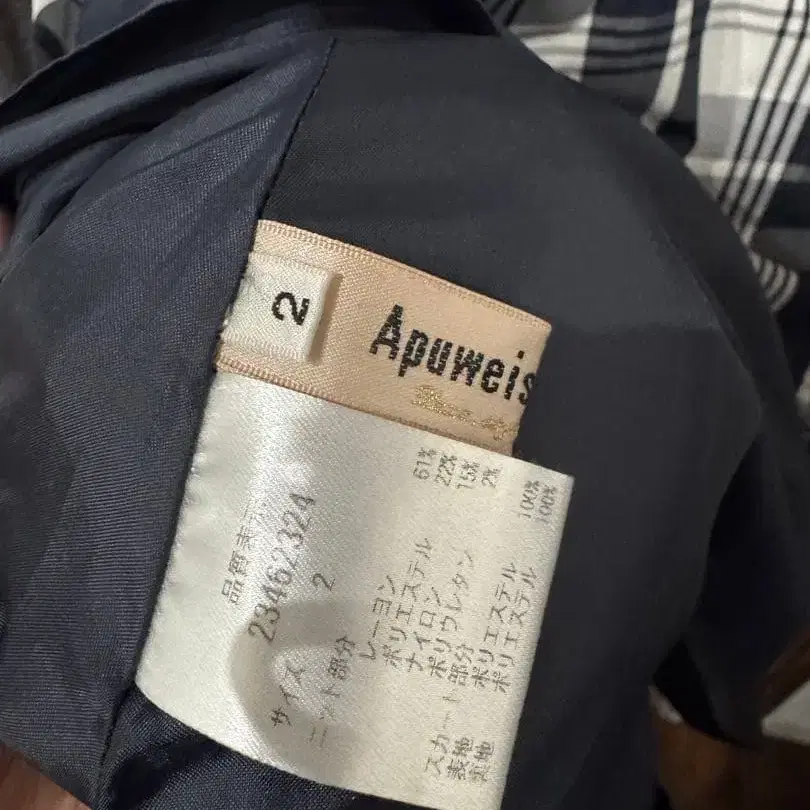 2
Apuweis
品質表
23462324
サイズ 2
ニット部分
レーヨン 61%
ポリエステル 22%
ナイロン 15%
ポリウレタン 2%
スカート部分
表地 ポリエステル 100%
裏地 ポリエステル 100%